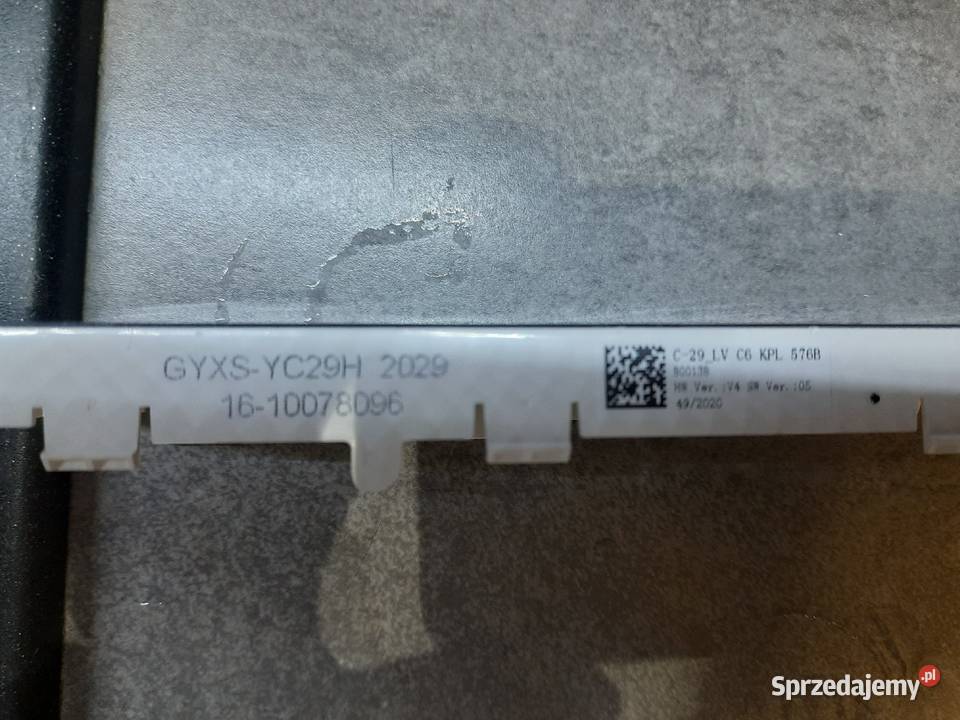 GYXS-YC29H 2029
16-10078096
C-29_LV C6 KPL 576B
800138
HW Ver.:V4 SW Ver.:05
49/2020
Sprzedajemy.pl